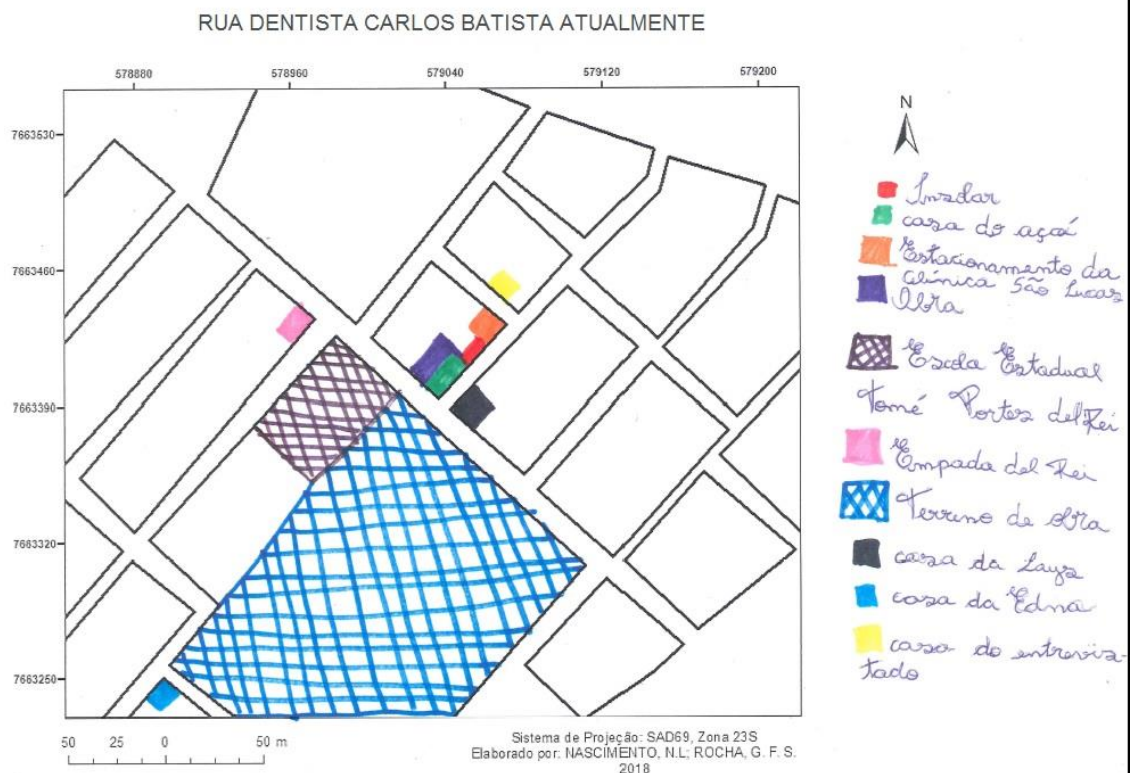 RUA DENTISTA CARLOS BATISTA ATUALMENTE
578880 578960 579040 579120 579200
7663530
7663460
7663390
7663320
7663250
N
casa do açaí
Estacionamento da
Clínica São Lucas
Obra
Escola Estadual
Tomé Portes del Rei
Empada del Rei
Terreno de obra
casa da Lays
casa da Edna
casa do entrevis-
tado
50 25 0 50 m
Sistema de Projeção: SAD69, Zona 23S
Elaborado por: NASCIMENTO, N.L; ROCHA, G. F. S.
2018